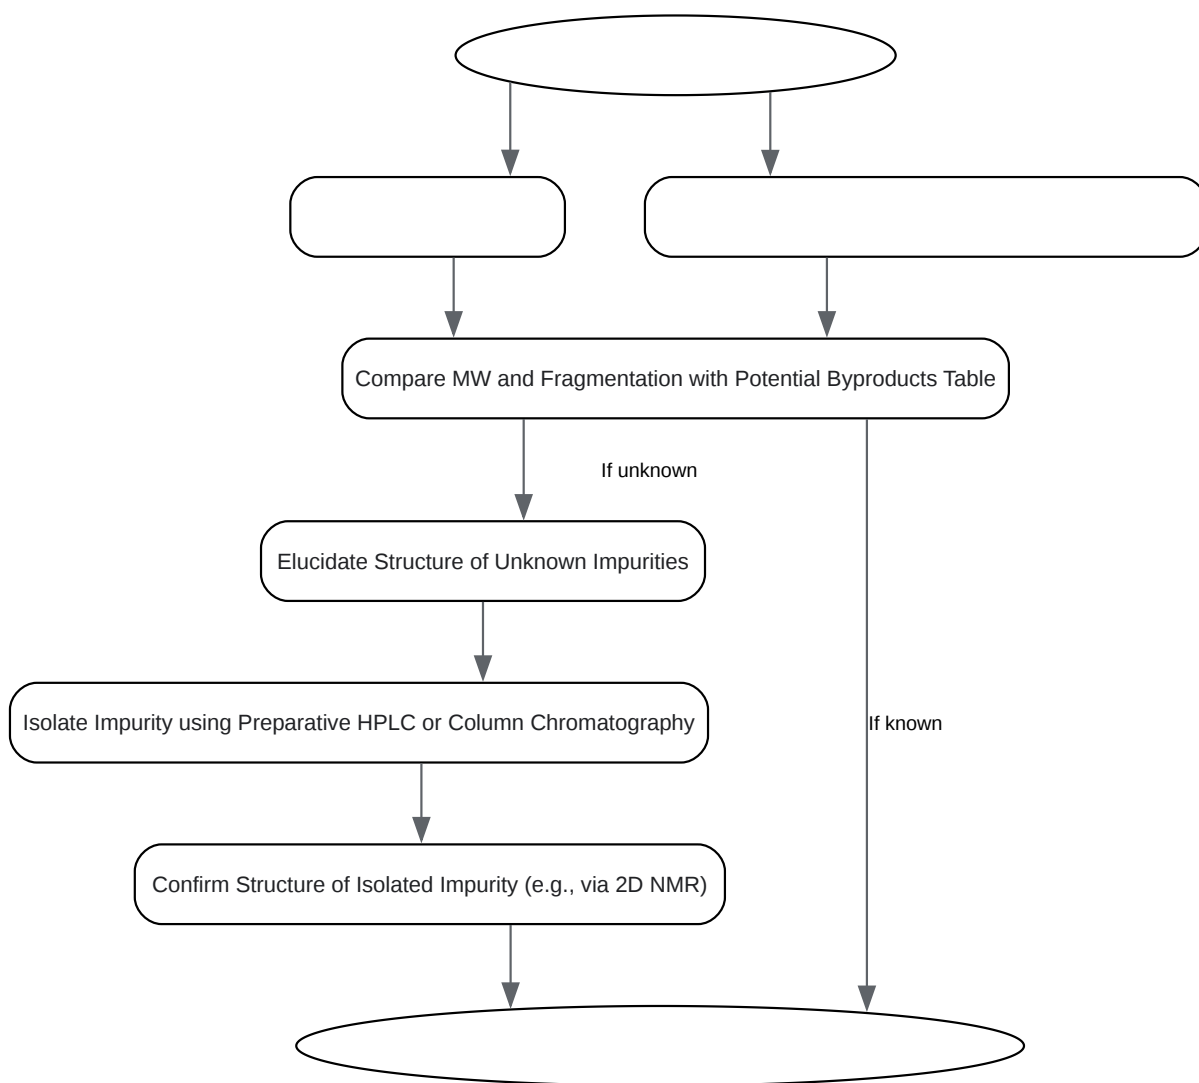 Compare MW and Fragmentation with Potential Byproducts Table
If unknown
Elucidate Structure of Unknown Impurities
Isolate Impurity using Preparative HPLC or Column Chromatography
If known
Confirm Structure of Isolated Impurity (e.g., via 2D NMR)